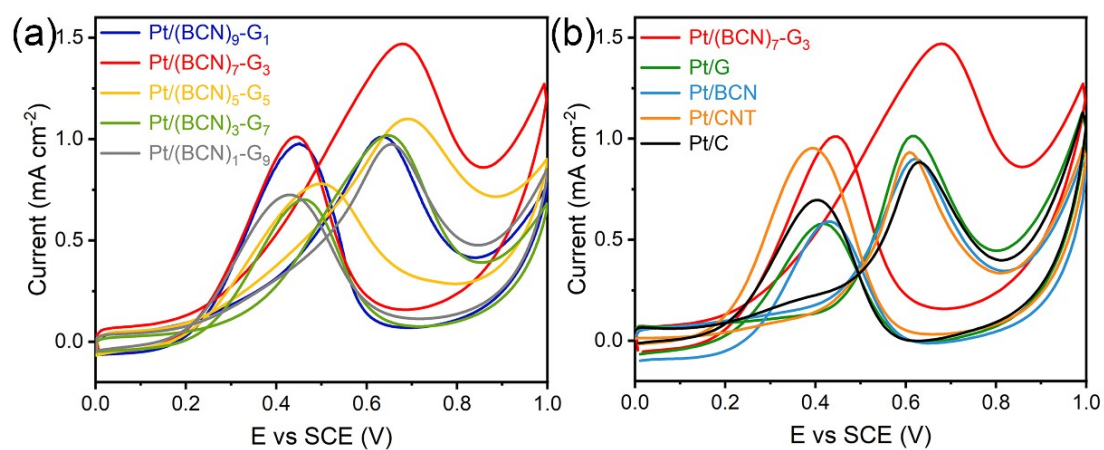 (a)
Pt/(BCN)₉-G₁
Pt/(BCN)₇-G₃
Pt/(BCN)₅-G₅
Pt/(BCN)₃-G₇
Pt/(BCN)₁-G₉
1.5
1.0
0.5
0.0
Current (mA cm⁻²)
0.0 0.2 0.4 0.6 0.8 1.0
E vs SCE (V)
(b)
Pt/(BCN)₇-G₃
Pt/G
Pt/BCN
Pt/CNT
Pt/C
1.5
1.0
0.5
0.0
Current (mA cm⁻²)
0.0 0.2 0.4 0.6 0.8 1.0
E vs SCE (V)